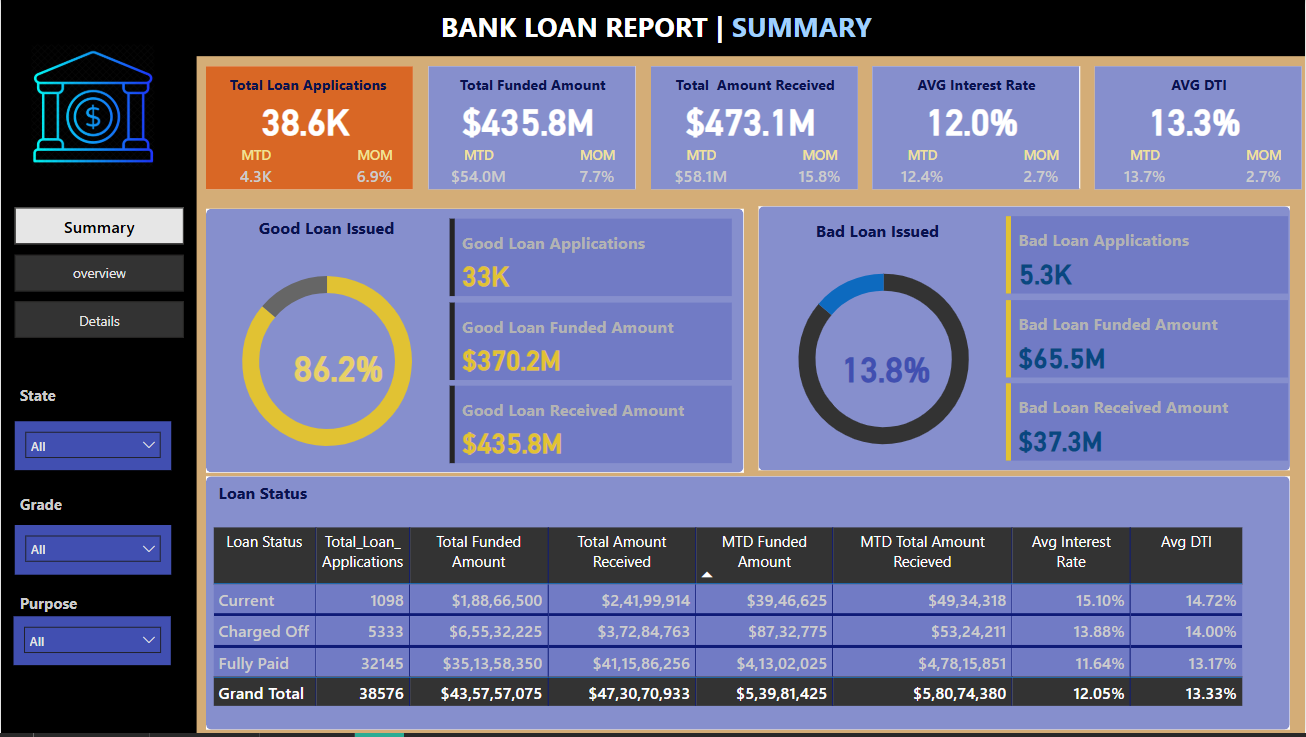 BANK LOAN REPORT | SUMMARY
$
Total Loan Applications
38.6K
MTD MOM
4.3K 6.9%
Total Funded Amount
$435.8M
MTD MOM
$54.0M 7.7%
Total Amount Received
$473.1M
MTD MOM
$58.1M 15.8%
AVG Interest Rate
12.0%
MTD MOM
12.4% 2.7%
AVG DTI
13.3%
MTD MOM
13.7% 2.7%
Summary
overview
Details
State
All
Grade
All
Purpose
All
Good Loan Issued
86.2%
Good Loan Applications
33K
Good Loan Funded Amount
$370.2M
Good Loan Received Amount
$435.8M
Bad Loan Issued
13.8%
Bad Loan Applications
5.3K
Bad Loan Funded Amount
$65.5M
Bad Loan Received Amount
$37.3M
Loan Status
Loan Status Total_Loan_ Total Funded Total Amount MTD Funded MTD Total Amount Avg Interest Avg DTI
Applications Amount Received Amount Recieved Rate
Current 1098 $1,88,66,500 $2,41,99,914 $39,46,625 $49,34,318 15.10% 14.72%
Charged Off 5333 $6,55,32,225 $3,72,84,763 $87,32,775 $53,24,211 13.88% 14.00%
Fully Paid 32145 $35,13,58,350 $41,15,86,256 $4,13,02,025 $4,78,15,851 11.64% 13.17%
Grand Total 38576 $43,57,57,075 $47,30,70,933 $5,39,81,425 $5,80,74,380 12.05% 13.33%